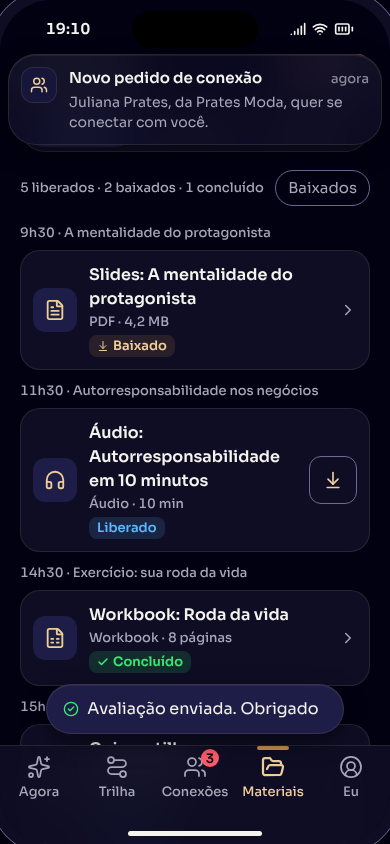 19:10
Novo pedido de conexão
agora
Juliana Prates, da Prates Moda, quer se
conectar com você.
5 liberados · 2 baixados · 1 concluído
Baixados
9h30 · A mentalidade do protagonista
Slides: A mentalidade do
protagonista
PDF · 4,2 MB
Baixado
11h30 · Autorresponsabilidade nos negócios
Áudio:
Autorresponsabilidade
em 10 minutos
Áudio · 10 min
Liberado
14h30 · Exercício: sua roda da vida
Workbook: Roda da vida
Workbook · 8 páginas
Concluído
Avaliação enviada. Obrigado
3
Agora
Trilha
Conexões
Materiais
Eu